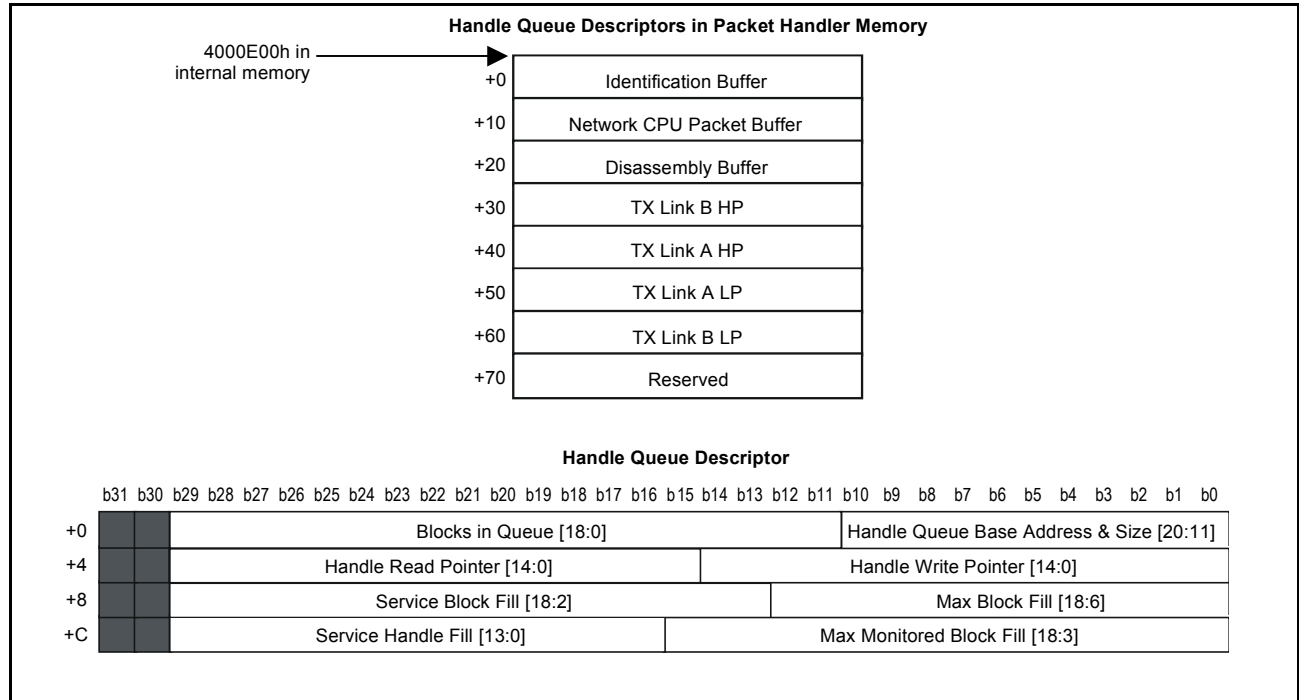 Handle Queue Descriptors in Packet Handler Memory
4000E00h in
internal memory
+0 Identification Buffer
+10 Network CPU Packet Buffer
+20 Disassembly Buffer
+30 TX Link B HP
+40 TX Link A HP
+50 TX Link A LP
+60 TX Link B LP
+70 Reserved
Handle Queue Descriptor
b31 b30 b29 b28 b27 b26 b25 b24 b23 b22 b21 b20 b19 b18 b17 b16 b15 b14 b13 b12 b11 b10 b9 b8 b7 b6 b5 b4 b3 b2 b1 b0
+0 Blocks in Queue [18:0] Handle Queue Base Address & Size [20:11]
+4 Handle Read Pointer [14:0] Handle Write Pointer [14:0]
+8 Service Block Fill [18:2] Max Block Fill [18:6]
+C Service Handle Fill [13:0] Max Monitored Block Fill [18:3]